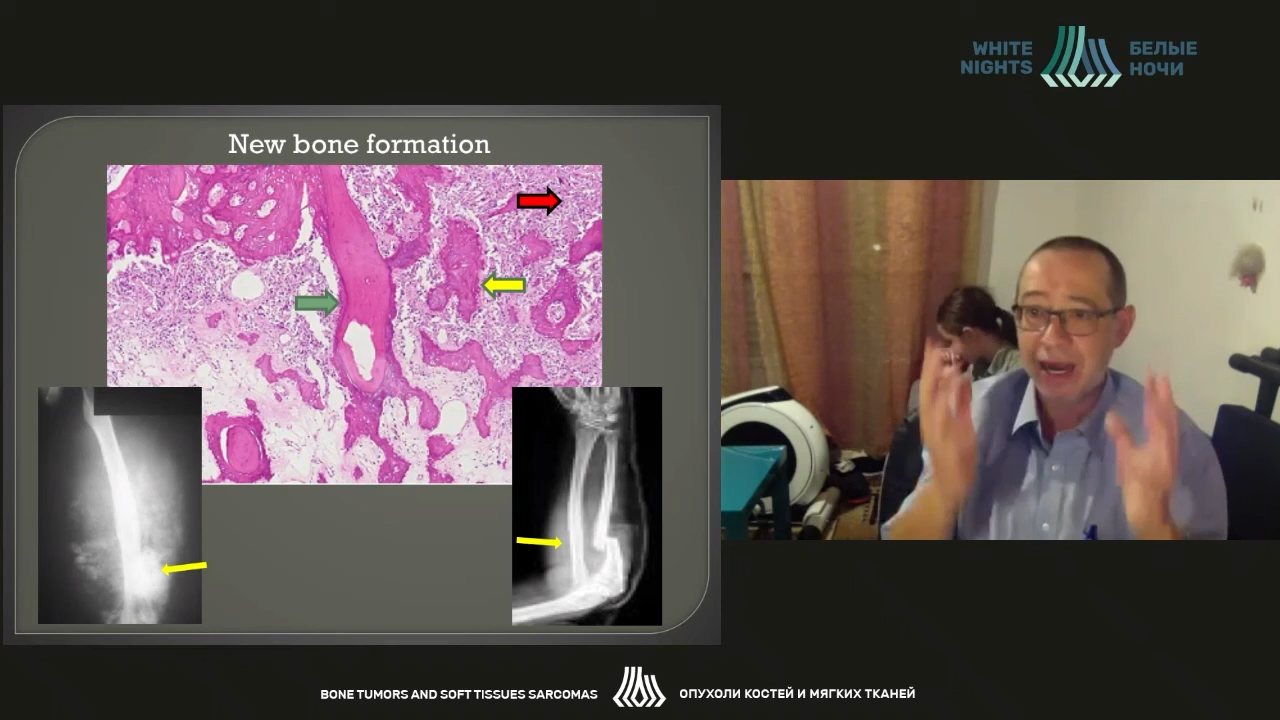 WHITE
NIGHTS
БЕЛЫЕ
НОЧИ
New bone formation
BONE TUMORS AND SOFT TISSUES SARCOMAS
ОПУХОЛИ КОСТЕЙ И МЯГКИХ ТКАНЕЙ